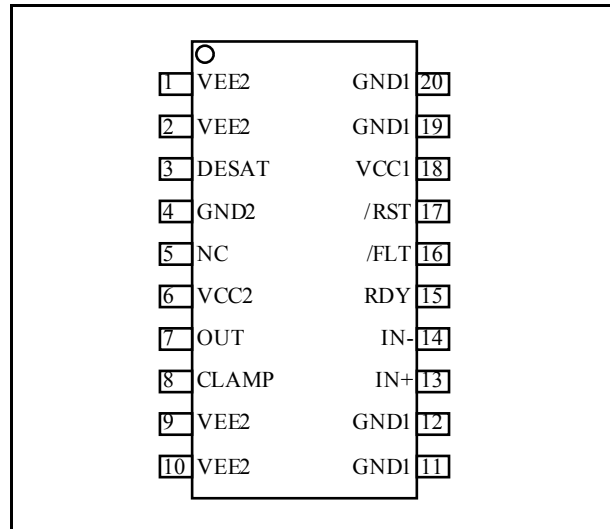 1 VEE2 GND1 20
2 VEE2 GND1 19
3 DESAT VCC1 18
4 GND2 /RST 17
5 NC /FLT 16
6 VCC2 RDY 15
7 OUT IN- 14
8 CLAMP IN+ 13
9 VEE2 GND1 12
10 VEE2 GND1 11